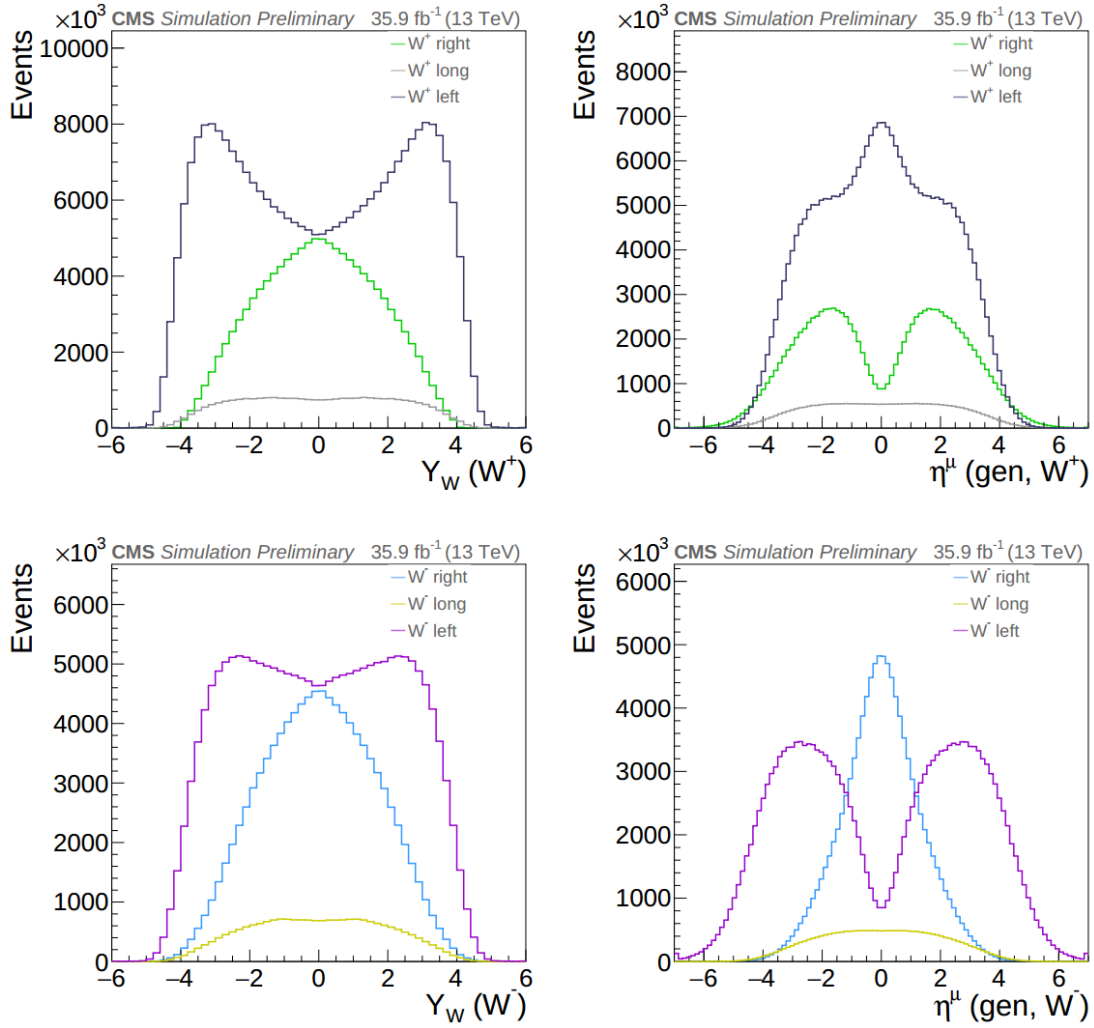 ×10³ CMS Simulation Preliminary 35.9 fb⁻¹ (13 TeV)
Events
10000
8000
6000
4000
2000
0
W⁺ right
W⁺ long
W⁺ left
−6 −4 −2 0 2 4 6
Y_W (W⁺)
×10³ CMS Simulation Preliminary 35.9 fb⁻¹ (13 TeV)
Events
8000
7000
6000
5000
4000
3000
2000
1000
0
W⁺ right
W⁺ long
W⁺ left
−6 −4 −2 0 2 4 6
η^μ (gen, W⁺)
×10³ CMS Simulation Preliminary 35.9 fb⁻¹ (13 TeV)
Events
6000
5000
4000
3000
2000
1000
0
W⁻ right
W⁻ long
W⁻ left
−6 −4 −2 0 2 4 6
Y_W (W⁻)
×10³ CMS Simulation Preliminary 35.9 fb⁻¹ (13 TeV)
Events
6000
5000
4000
3000
2000
1000
0
W⁻ right
W⁻ long
W⁻ left
−6 −4 −2 0 2 4 6
η^μ (gen, W⁻)